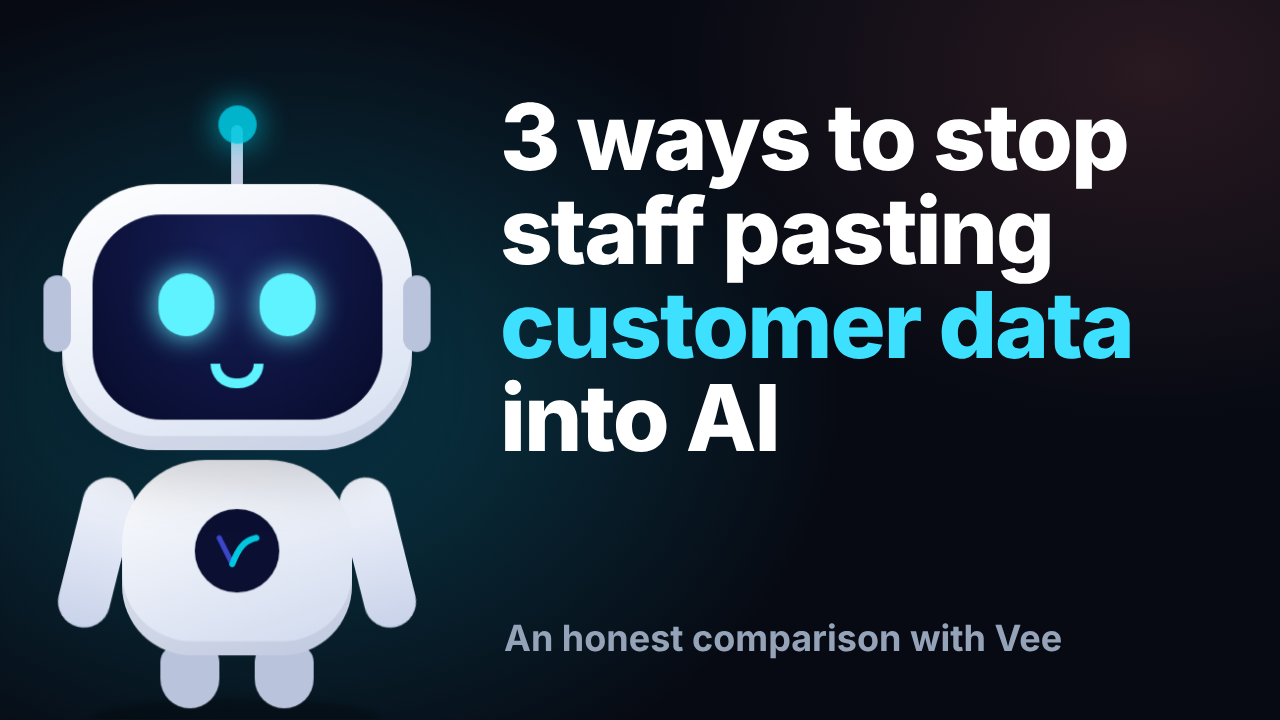 3 ways to stop
staff pasting
customer data
into AI
An honest comparison with Vee